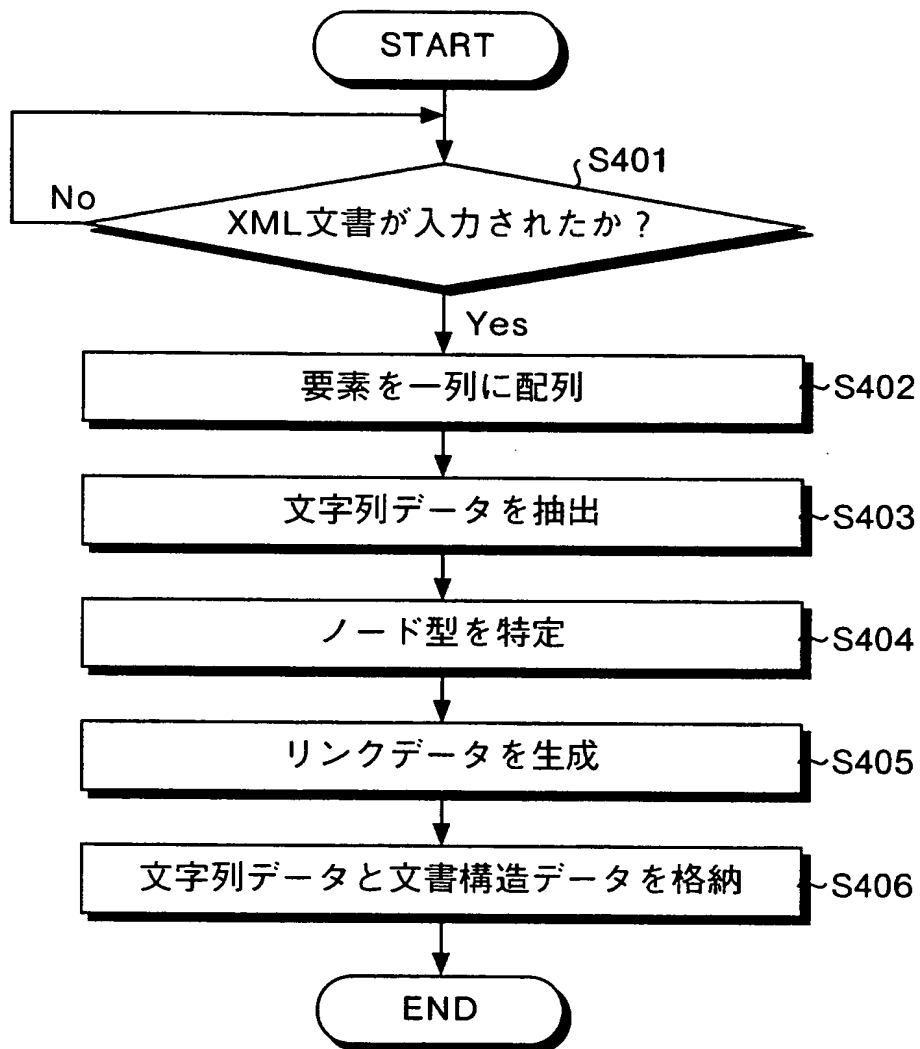 START
S401
No
XML文書が入力されたか？
Yes
要素を一列に配列
S402
文字列データを抽出
S403
ノード型を特定
S404
リンクデータを生成
S405
文字列データと文書構造データを格納
S406
END